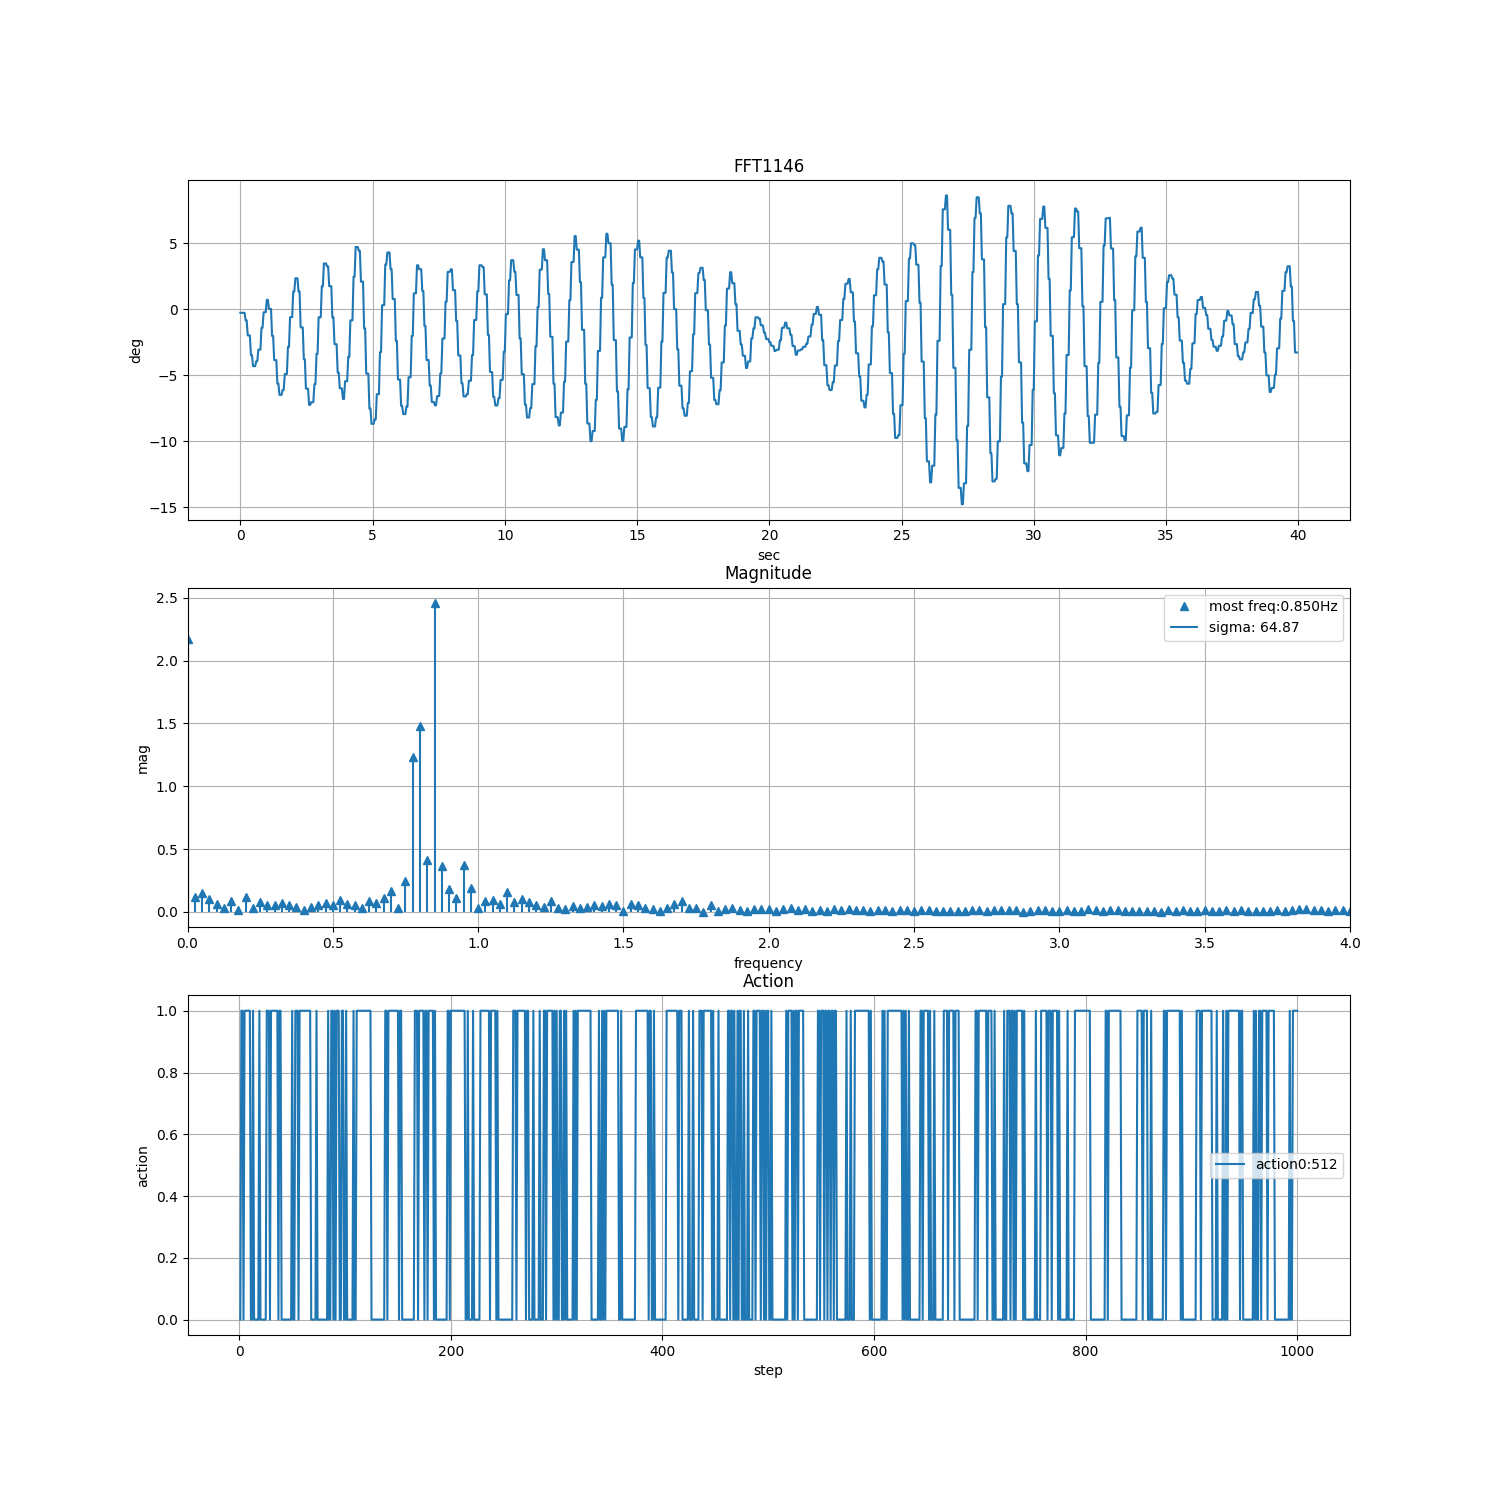 FFT1146
5
0
−5
−10
−15
deg
0 5 10 15 20 25 30 35 40
sec
Magnitude
2.5
2.0
1.5
1.0
0.5
0.0
mag
most freq:0.850Hz
sigma: 64.87
0.0 0.5 1.0 1.5 2.0 2.5 3.0 3.5 4.0
frequency
Action
1.0
0.8
0.6
0.4
0.2
0.0
action
action0:512
0 200 400 600 800 1000
step